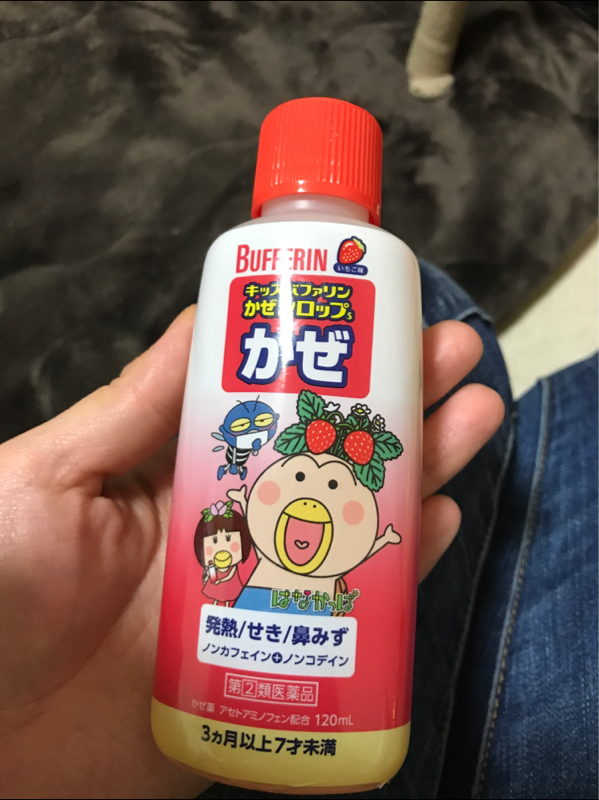 BUFFERIN
いちご味
キッズバファリン
かぜシロップS
かぜ
はなかっぱ
発熱/せき/鼻みず
ノンカフェイン+ノンコデイン
指②類医薬品
かぜ薬 アセトアミノフェン配合 120mL
3ヵ月以上7才未満